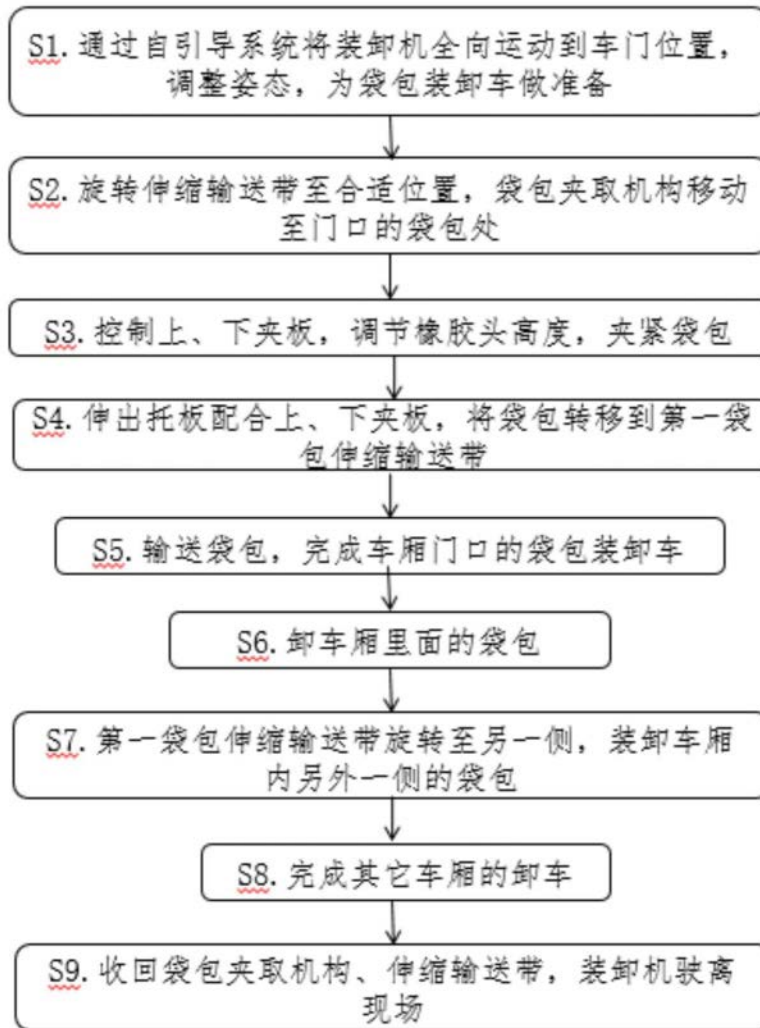 S1.通过自引导系统将装卸机全向运动到车门位置，
调整姿态，为袋包装卸车做准备
S2.旋转伸缩输送带至合适位置，袋包夹取机构移动
至门口的袋包处
S3.控制上、下夹板，调节橡胶头高度，夹紧袋包
S4.伸出托板配合上、下夹板，将袋包转移到第一袋
包伸缩输送带
S5.输送袋包，完成车厢门口的袋包装卸车
S6.卸车厢里面的袋包
S7.第一袋包伸缩输送带旋转至另一侧，装卸车厢
内另外一侧的袋包
S8.完成其它车厢的卸车
S9.收回袋包夹取机构、伸缩输送带，装卸机驶离
现场